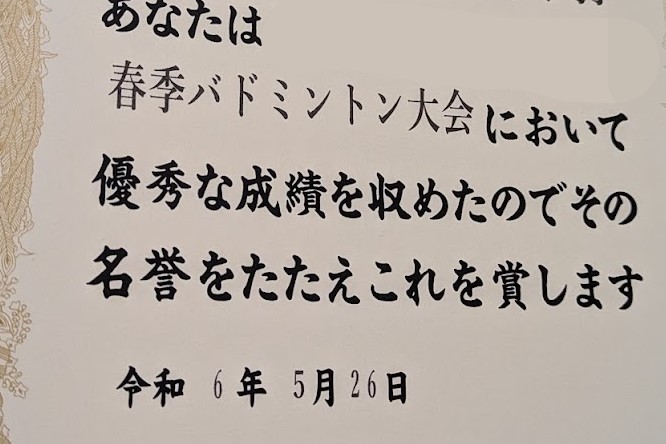 あなたは
春季バドミントン大会において
優秀な成績を収めたのでその
名誉をたたえこれを賞します
令和 6 年 5月 26日